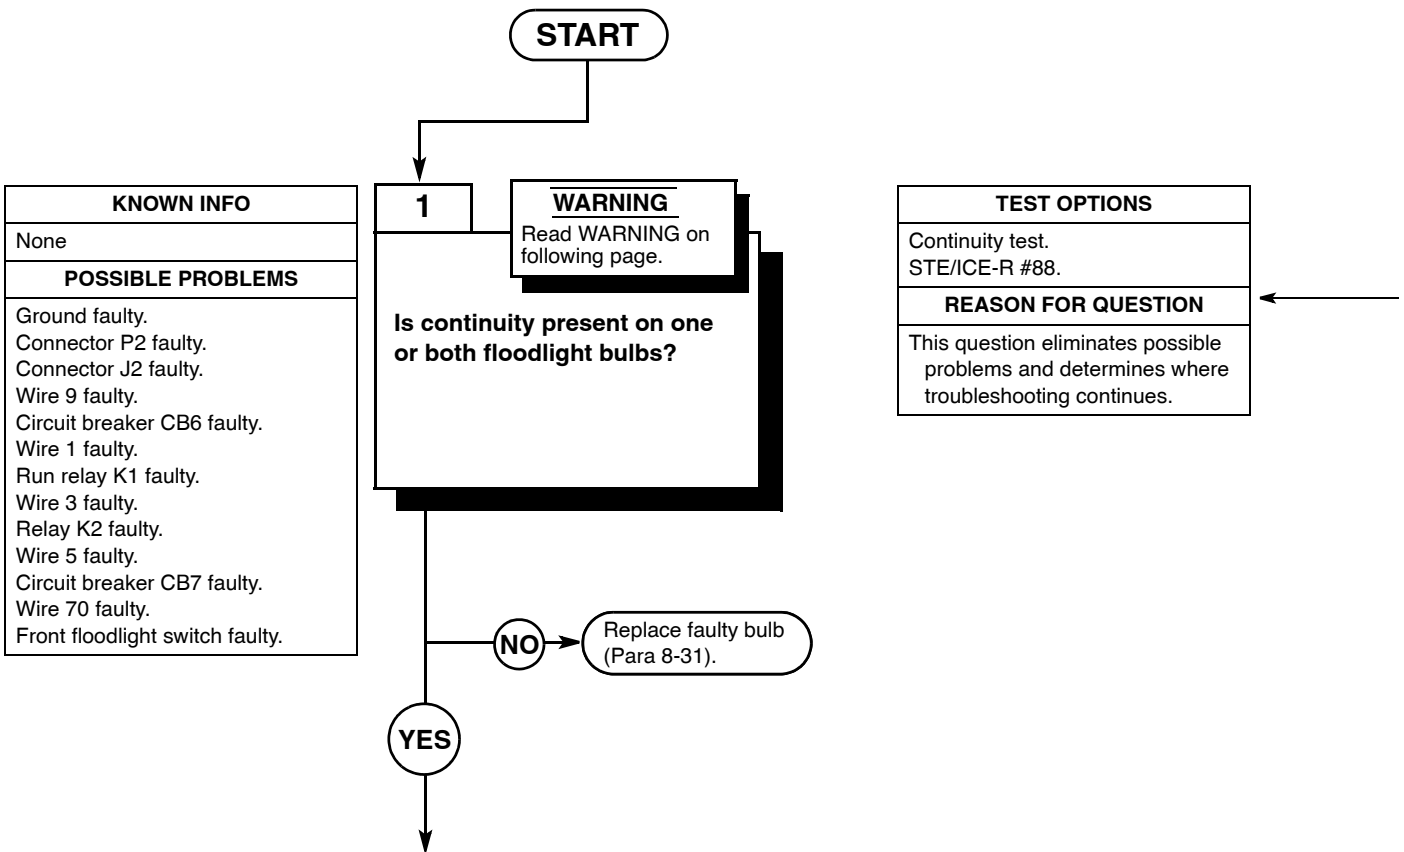 START
KNOWN INFO
None
POSSIBLE PROBLEMS
Ground faulty.
Connector P2 faulty.
Connector J2 faulty.
Wire 9 faulty.
Circuit breaker CB6 faulty.
Wire 1 faulty.
Run relay K1 faulty.
Wire 3 faulty.
Relay K2 faulty.
Wire 5 faulty.
Circuit breaker CB7 faulty.
Wire 70 faulty.
Front floodlight switch faulty.
1
WARNING
Read WARNING on
following page.
Is continuity present on one
or both floodlight bulbs?
TEST OPTIONS
Continuity test.
STE/ICE-R #88.
REASON FOR QUESTION
This question eliminates possible
problems and determines where
troubleshooting continues.
NO
Replace faulty bulb
(Para 8-31).
YES